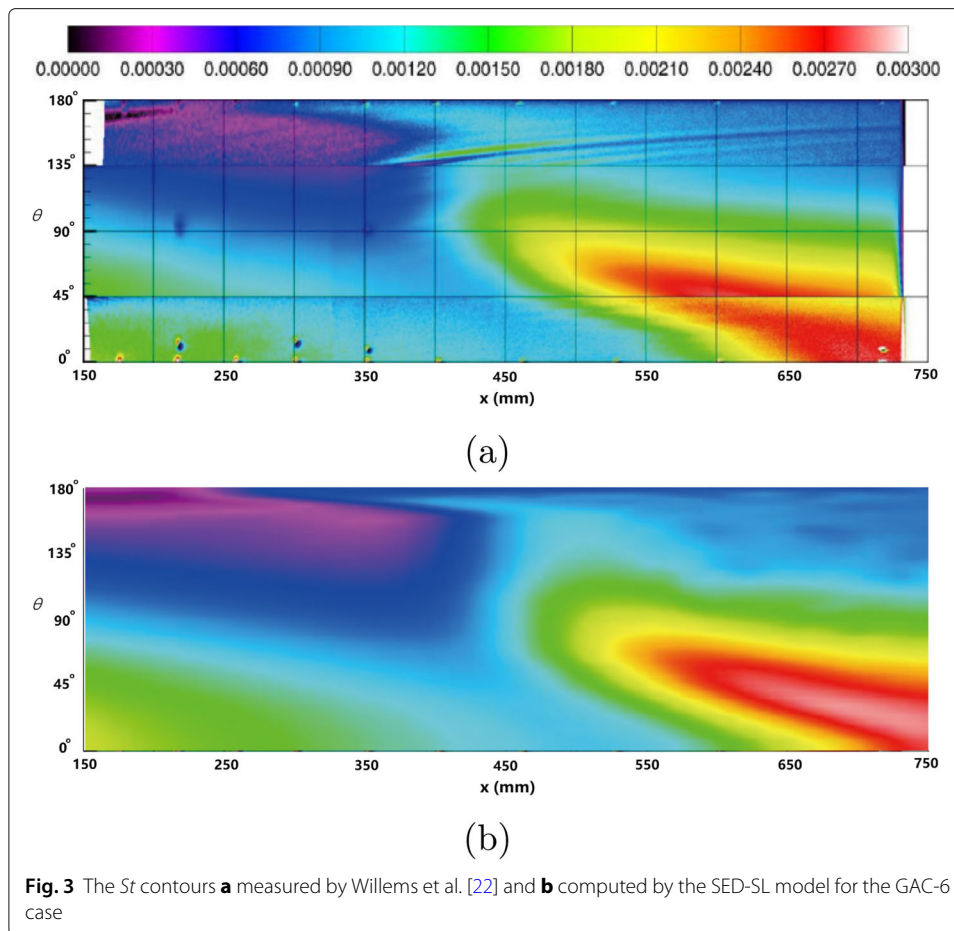 0.00000 0.00030 0.00060 0.00090 0.00120 0.00150 0.00180 0.00210 0.00240 0.00270 0.00300
180°
135°
θ
90°
45°
0°
150 250 350 450 550 650 750
x (mm)
(a)
180°
135°
θ
90°
45°
0°
150 250 350 450 550 650 750
x (mm)
(b)
Fig. 3 The St contours a measured by Willems et al. [22] and b computed by the SED-SL model for the GAC-6
case